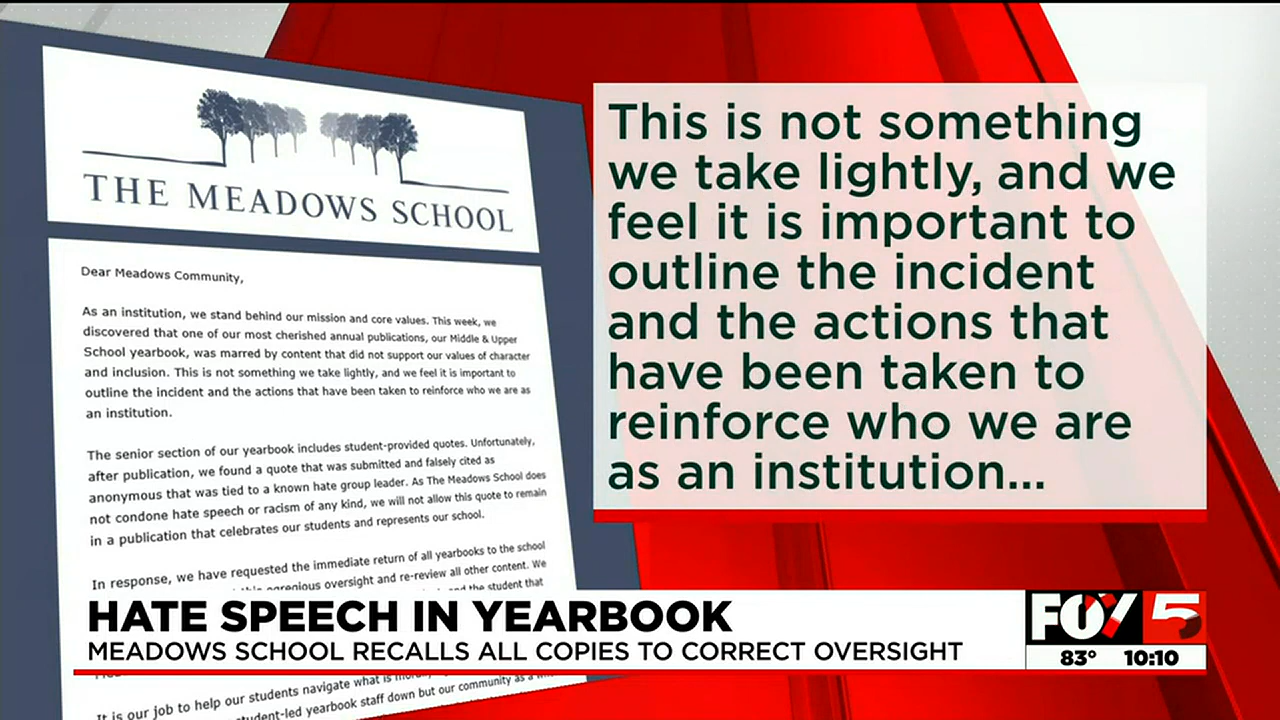 THE MEADOWS SCHOOL
Dear Meadows Community,
As an institution, we stand behind our mission and core values. This week, we
discovered that one of our most cherished annual publications, our Middle & Upper
School yearbook, was marred by content that did not support our values of character
and inclusion. This is not something we take lightly, and we feel it is important to
outline the incident and the actions that have been taken to reinforce who we are as
an institution.
The senior section of our yearbook includes student-provided quotes. Unfortunately,
after publication, we found a quote that was submitted and falsely cited as
anonymous that was tied to a known hate group leader. As The Meadows School does
not condone hate speech or racism of any kind, we will not allow this quote to remain
in a publication that celebrates our students and represents our school.
In response, we have requested the immediate return of all yearbooks to the school
egregious oversight and re-review all other content. We
and the student that
It is our job to help our students navigate what is
student-led yearbook staff down but our community as a
This is not something
we take lightly, and we
feel it is important to
outline the incident
and the actions that
have been taken to
reinforce who we are
as an institution...
HATE SPEECH IN YEARBOOK
MEADOWS SCHOOL RECALLS ALL COPIES TO CORRECT OVERSIGHT
FOX 5
83° 10:10